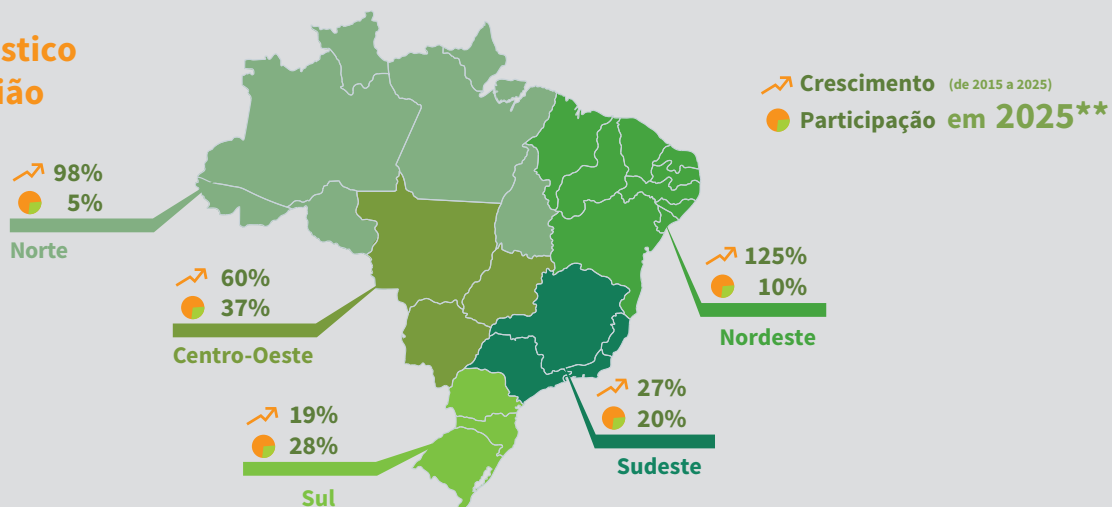 stico
ião
Crescimento (de 2015 a 2025)
Participação em 2025**
98%
5%
Norte
60%
37%
Centro-Oeste
125%
10%
Nordeste
27%
20%
Sudeste
19%
28%
Sul